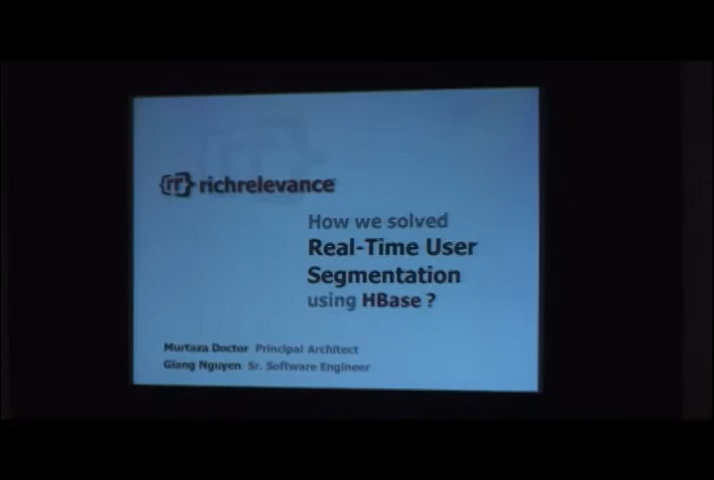 {rr} richrelevance
How we solved
Real-Time User
Segmentation
using HBase ?
Murtaza Doctor Principal Architect
Giang Nguyen Sr. Software Engineer